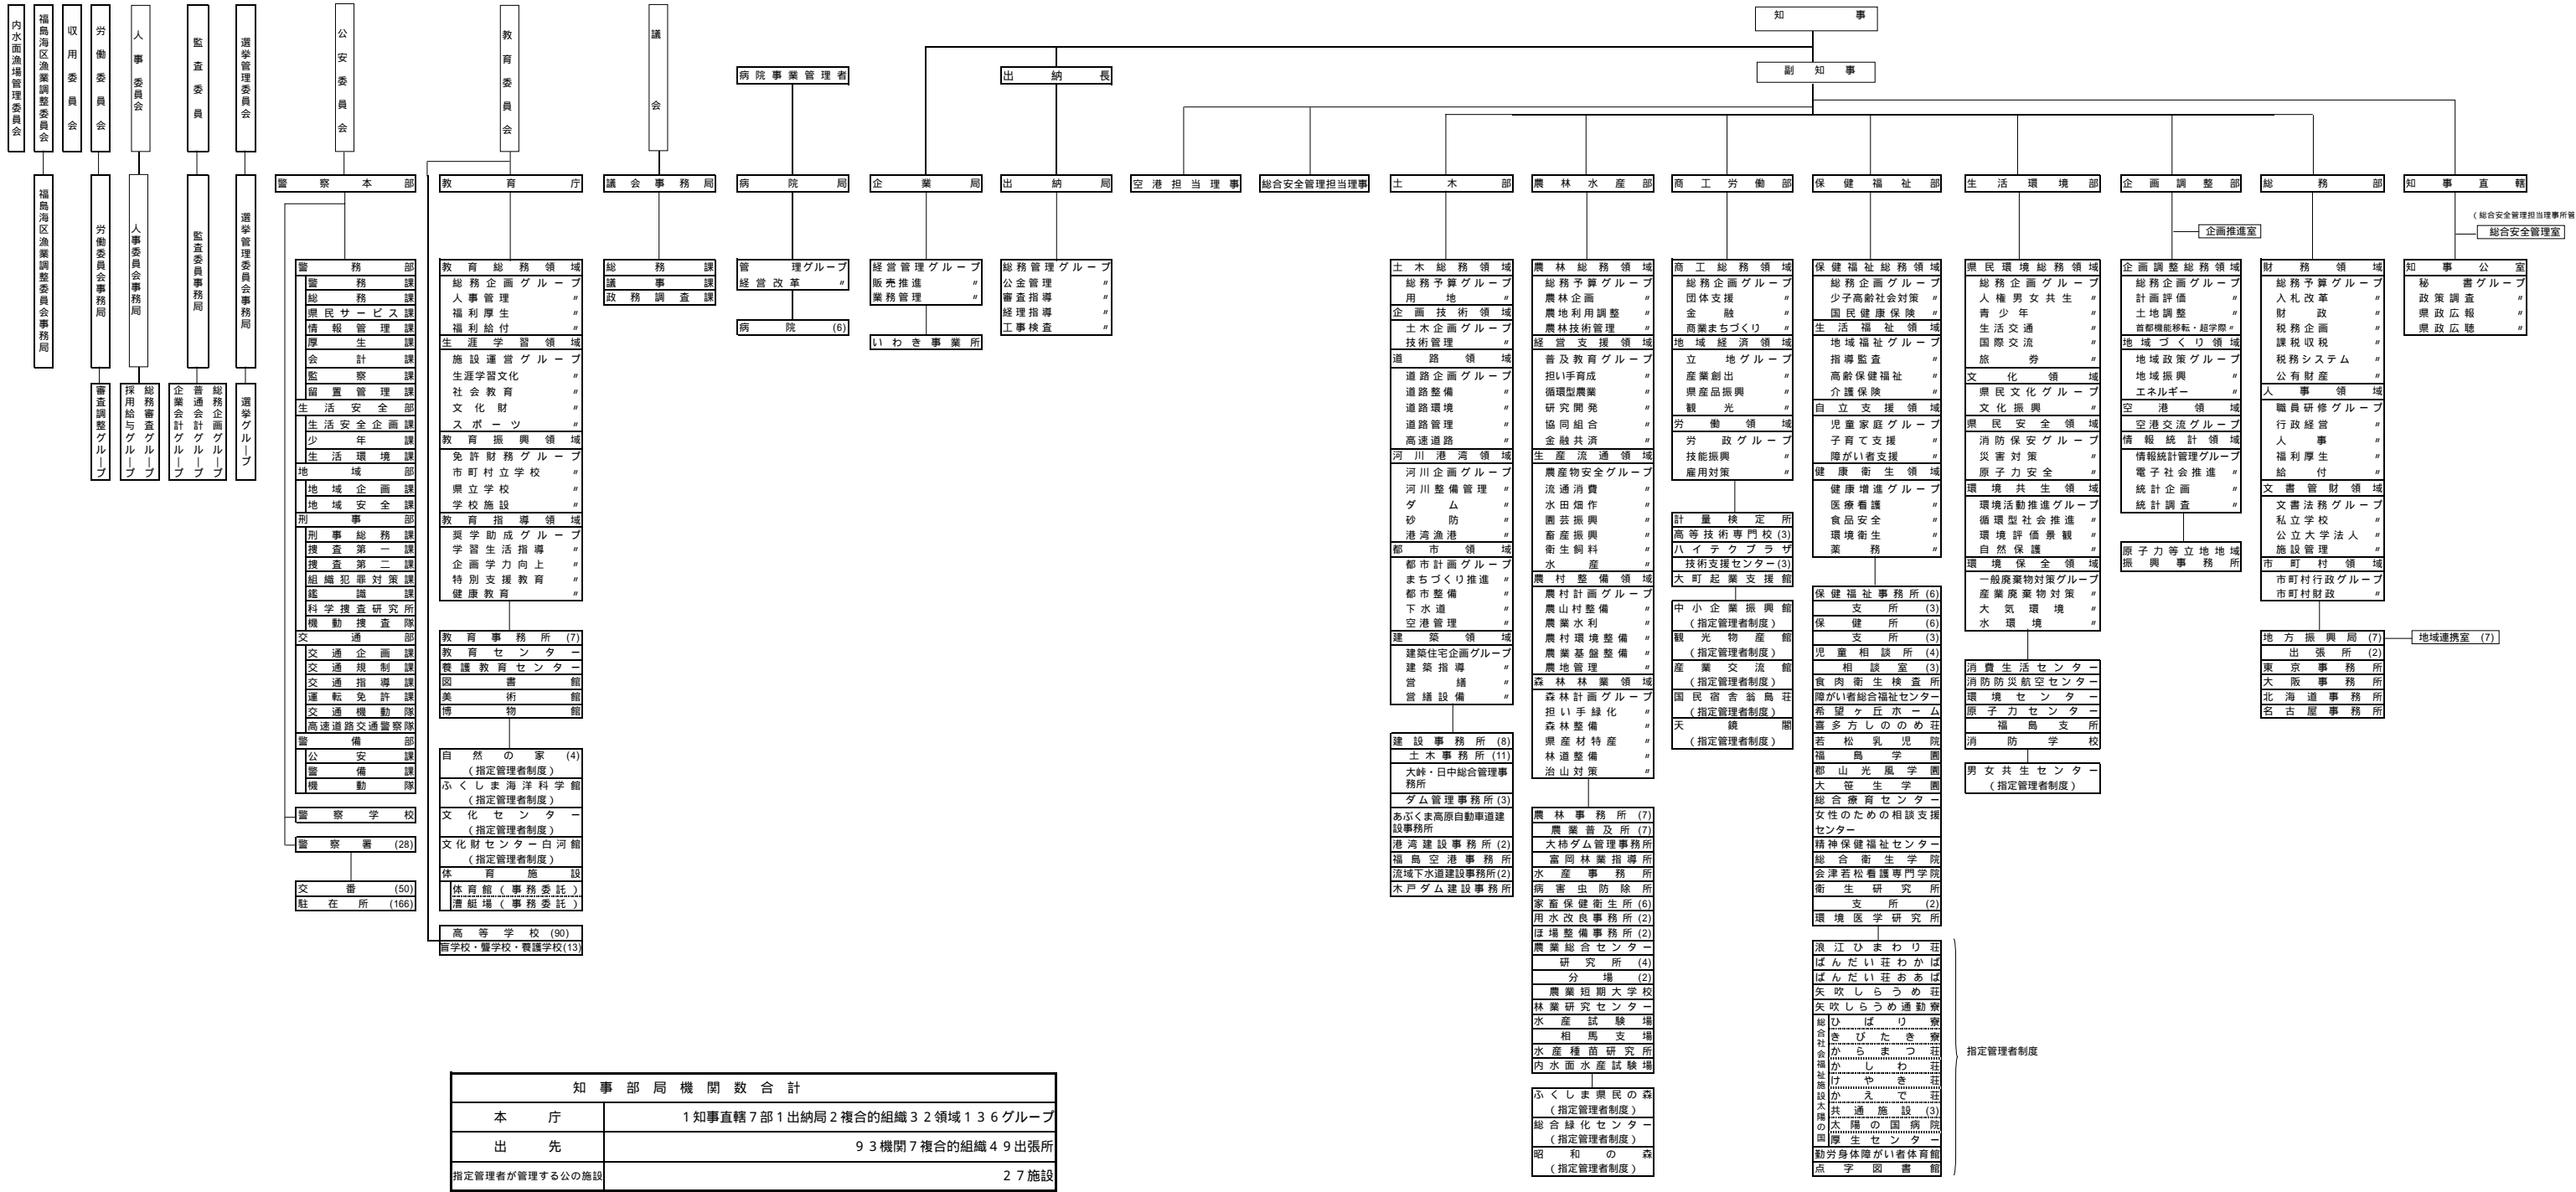 知事
副知事
出納長
病院事業管理者
議会
教育委員会
公安委員会
選挙管理委員会
監査委員
人事委員会
労働委員会
収用委員会
福島海区漁業調整委員会
内水面漁場管理委員会
福島海区漁業調整委員会事務局
労働委員会事務局
審査調整グループ
人事委員会事務局
総務審査グループ
採用給与グループ
監査委員事務局
総務企画グループ
普通会計グループ
企業会計グループ
選挙管理委員会事務局
選挙グループ
警察本部
警務部
警務課
総務課
県民サービス課
情報管理課
厚生課
会計課
監察課
留置管理課
生活安全部
生活安全企画課
少年課
生活環境課
地域部
地域企画課
地域安全課
刑事部
刑事総務課
捜査第一課
捜査第二課
組織犯罪対策課
鑑識課
科学捜査研究所
機動捜査隊
交通部
交通企画課
交通規制課
交通指導課
運転免許課
交通機動隊
高速道路交通警察隊
警備部
公安課
警備課
機動隊
警察学校
警察署 (28)
交番 (50)
駐在所 (166)
教育庁
教育総務領域
総務企画グループ
人事管理 〃
福利厚生 〃
福利給付 〃
生涯学習領域
施設運営グループ
生涯学習文化 〃
社会教育 〃
文化財 〃
スポーツ 〃
教育振興領域
免許財務グループ
市町村立学校 〃
県立学校 〃
学校施設 〃
教育指導領域
奨学助成グループ
学習生活指導 〃
企画学力向上 〃
特別支援教育 〃
健康教育 〃
教育事務所 (7)
教育センター
養護教育センター
図書館
美術館
博物館
自然の家 (4)
(指定管理者制度)
ふくしま海洋科学館
(指定管理者制度)
文化センター
(指定管理者制度)
文化財センター白河館
(指定管理者制度)
体育施設
体育館(事務委託)
漕艇場(事務委託)
高等学校 (90)
盲学校・聾学校・養護学校(13)
議会事務局
総務課
議事課
政務調査課
病院局
管理グループ
経営改革 〃
病院 (6)
企業局
経営管理グループ
販売推進 〃
業務管理 〃
いわき事業所
出納局
総務管理グループ
公金管理 〃
審査指導 〃
経理指導 〃
工事検査 〃
空港担当理事
総合安全管理担当理事
土木部
土木総務領域
総務予算グループ
用地 〃
企画技術領域
土木企画グループ
技術管理 〃
道路領域
道路企画グループ
道路整備 〃
道路環境 〃
道路管理 〃
高速道路 〃
河川港湾領域
河川企画グループ
河川整備管理 〃
ダム 〃
砂防 〃
港湾漁港 〃
都市領域
都市計画グループ
まちづくり推進 〃
都市整備 〃
下水道 〃
空港管理 〃
建築領域
建築住宅企画グループ
建築指導 〃
営繕 〃
営繕設備 〃
建設事務所 (8)
土木事務所 (11)
大峠・日中総合管理事
務所
ダム管理事務所 (3)
あぶくま高原自動車道建
設事務所
港湾建設事務所 (2)
福島空港事務所
流域下水道建設事務所(2)
木戸ダム建設事務所
農林水産部
農林総務領域
総務予算グループ
農林企画 〃
農地利用調整 〃
農林技術管理 〃
経営支援領域
普及教育グループ
担い手育成 〃
循環型農業 〃
研究開発 〃
協同組合 〃
金融共済 〃
生産流通領域
農産物安全グループ
流通消費 〃
水田畑作 〃
園芸振興 〃
畜産振興 〃
衛生飼料 〃
水産 〃
農村整備領域
農村計画グループ
農山村整備 〃
農業水利 〃
農村環境整備 〃
農業基盤整備 〃
農地管理 〃
森林林業領域
森林計画グループ
担い手緑化 〃
森林整備 〃
県産材特産 〃
林道整備 〃
治山対策 〃
農林事務所 (7)
農業普及所 (7)
大柿ダム管理事務所
富岡林業指導所
水産事務所
病害虫防除所
家畜保健衛生所 (6)
用水改良事務所 (2)
ほ場整備事務所 (2)
農業総合センター
研究所 (4)
分場 (2)
農業短期大学校
林業研究センター
水産試験場
相馬支場
水産種苗研究所
内水面水産試験場
ふくしま県民の森
(指定管理者制度)
総合緑化センター
(指定管理者制度)
昭和の森
(指定管理者制度)
商工労働部
商工総務領域
総務企画グループ
団体支援 〃
金融 〃
商業まちづくり 〃
地域経済領域
立地グループ
産業創出 〃
県産品振興 〃
観光 〃
労働領域
労政グループ
技能振興 〃
雇用対策 〃
計量検定所
高等技術専門校 (3)
ハイテクプラザ
技術支援センター (3)
大町起業支援館
中小企業振興館
(指定管理者制度)
観光物産館
(指定管理者制度)
産業交流館
(指定管理者制度)
国民宿舎翁島荘
(指定管理者制度)
天鏡閣
(指定管理者制度)
保健福祉部
保健福祉総務領域
総務企画グループ
少子高齢社会対策 〃
国民健康保険 〃
生活福祉領域
地域福祉グループ
指導監査 〃
高齢保健福祉 〃
介護保険 〃
自立支援領域
児童家庭グループ
子育て支援 〃
障がい者支援 〃
健康衛生領域
健康増進グループ
医療看護 〃
食品安全 〃
環境衛生 〃
薬務 〃
保健福祉事務所 (6)
支所 (3)
保健所 (6)
支所 (3)
児童相談所 (4)
相談室 (3)
食肉衛生検査所
障がい者総合福祉センター
希望ヶ丘ホーム
喜多方しののめ荘
若松乳児院
福島学園
郡山光風学園
大笹生学園
総合療育センター
女性のための相談支援
センター
精神保健福祉センター
総合衛生学院
会津若松看護専門学院
衛生研究所
支所 (2)
環境医学研究所
浪江ひまわり荘
ばんだい荘わかば
ばんだい荘おあば
矢吹しらうめ荘
矢吹しらうめ通勤寮
総合社会福祉施設太陽の国
ひばり寮
きびたき寮
からまつ荘
かしわ荘
けやき荘
かえで荘
共通施設 (3)
太陽の国病院
厚生センター
勤労身体障がい者体育館
点字図書館
指定管理者制度
生活環境部
県民環境総務領域
総務企画グループ
人権男女共生 〃
青少年 〃
生活交通 〃
国際交流 〃
旅券 〃
文化領域
県民文化グループ
文化振興 〃
県民安全領域
消防保安グループ
災害対策 〃
原子力安全 〃
環境共生領域
環境活動推進グループ
循環型社会推進 〃
環境評価景観 〃
自然保護 〃
環境保全領域
一般廃棄物対策グループ
産業廃棄物対策 〃
大気環境 〃
水環境 〃
消費生活センター
消防防災航空センター
環境センター
原子力センター
福島支所
消防学校
男女共生センター
(指定管理者制度)
企画調整部
企画推進室
企画調整総務領域
総務企画グループ
計画評価 〃
土地調整 〃
首都機能移転・超学際 〃
地域づくり領域
地域政策グループ
地域振興 〃
エネルギー 〃
空港領域
空港交流グループ
情報統計領域
情報統計管理グループ
電子社会推進 〃
統計企画 〃
統計調査 〃
原子力等立地地域
振興事務所
総務部
財務領域
総務予算グループ
入札改革 〃
財政 〃
税務企画 〃
課税収税 〃
税務システム 〃
公有財産 〃
人事領域
職員研修グループ
行政経営 〃
人事 〃
福利厚生 〃
給付 〃
文書管財領域
文書法務グループ
私立学校 〃
公立大学法人 〃
施設管理 〃
市町村領域
市町村行政グループ
市町村財政 〃
地方振興局 (7)
地域連携室 (7)
出張所 (2)
東京事務所
大阪事務所
北海道事務所
名古屋事務所
知事直轄
(総合安全管理担当理事所管
総合安全管理室
知事公室
秘書グループ
政策調査 〃
県政広報 〃
県政広聴 〃
知事部局機関数合計
本庁 1知事直轄7部1出納局2複合的組織32領域136グループ
出先 93機関7複合的組織49出張所
指定管理者が管理する公の施設 27施設